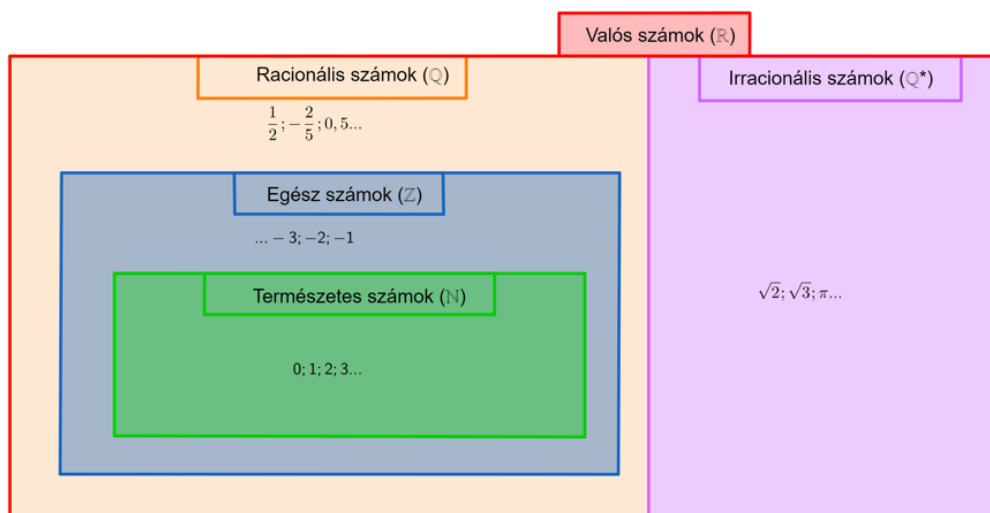 Valós számok (ℝ)
Racionális számok (ℚ)
Irracionális számok (ℚ*)
1/2; -2/5; 0,5...
Egész számok (ℤ)
... - 3; -2; -1
Természetes számok (ℕ)
√2; √3; π...
0; 1; 2; 3...